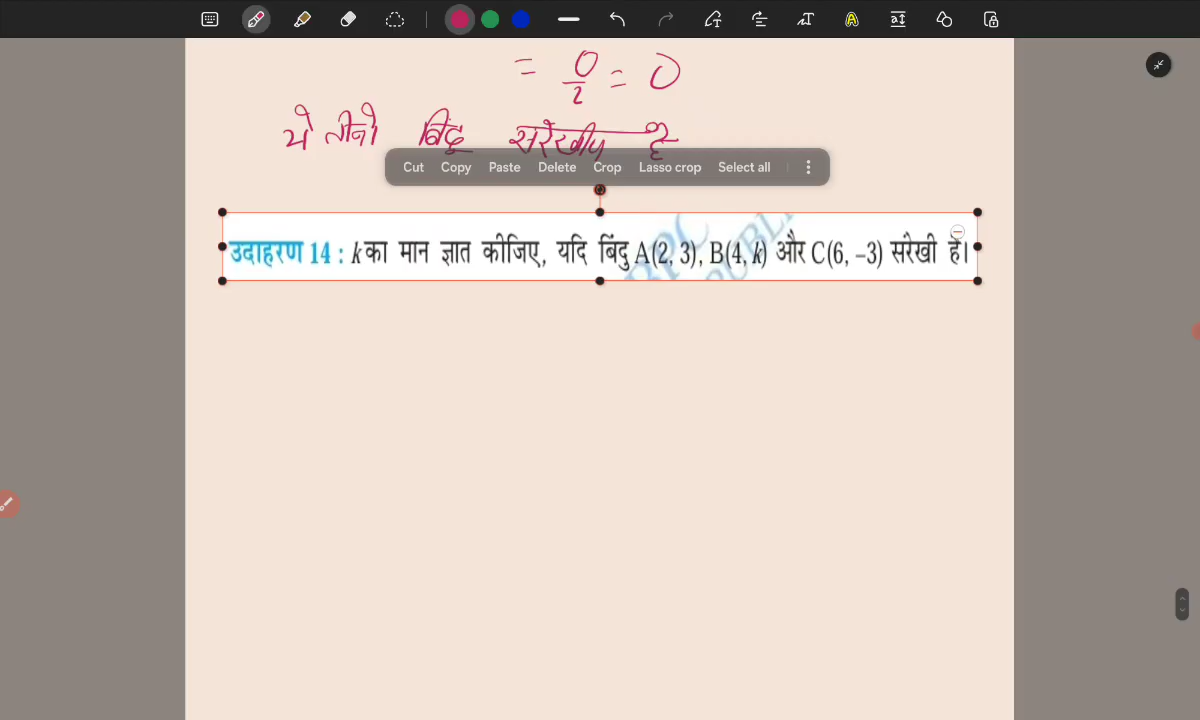 = 0/2 = 0
ये तीनो बिंदु सरेखीय है
Cut Copy Paste Delete Crop Lasso crop Select all
उदाहरण 14 : k का मान ज्ञात कीजिए, यदि बिंदु A(2, 3), B(4, k) और C(6, –3) संरेखी हैं।